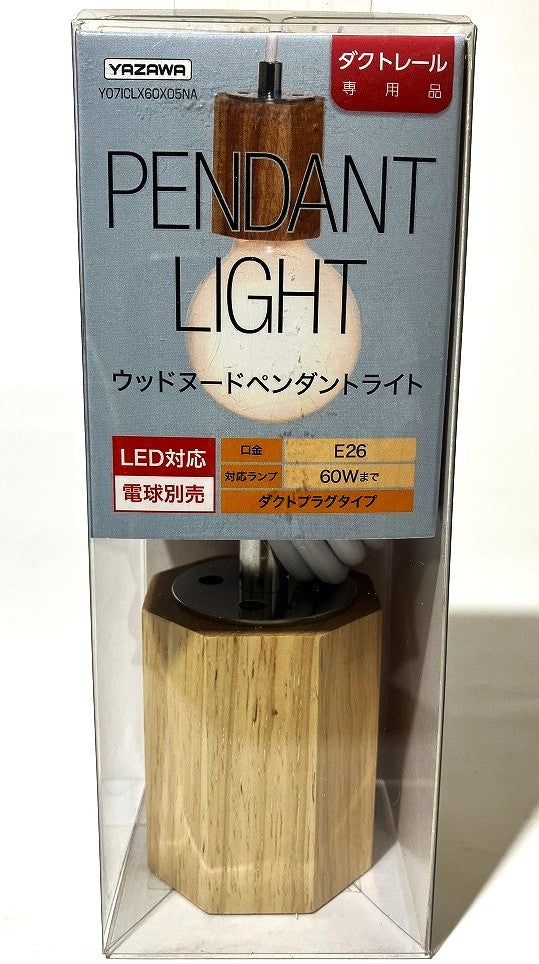 YAZAWA
Y07ICLX60X05NA
ダクトレール
専用品
PENDANT
LIGHT
ウッドヌードペンダントライト
LED対応
電球別売
口金 E26
対応ランプ 60Wまで
ダクトプラグタイプ